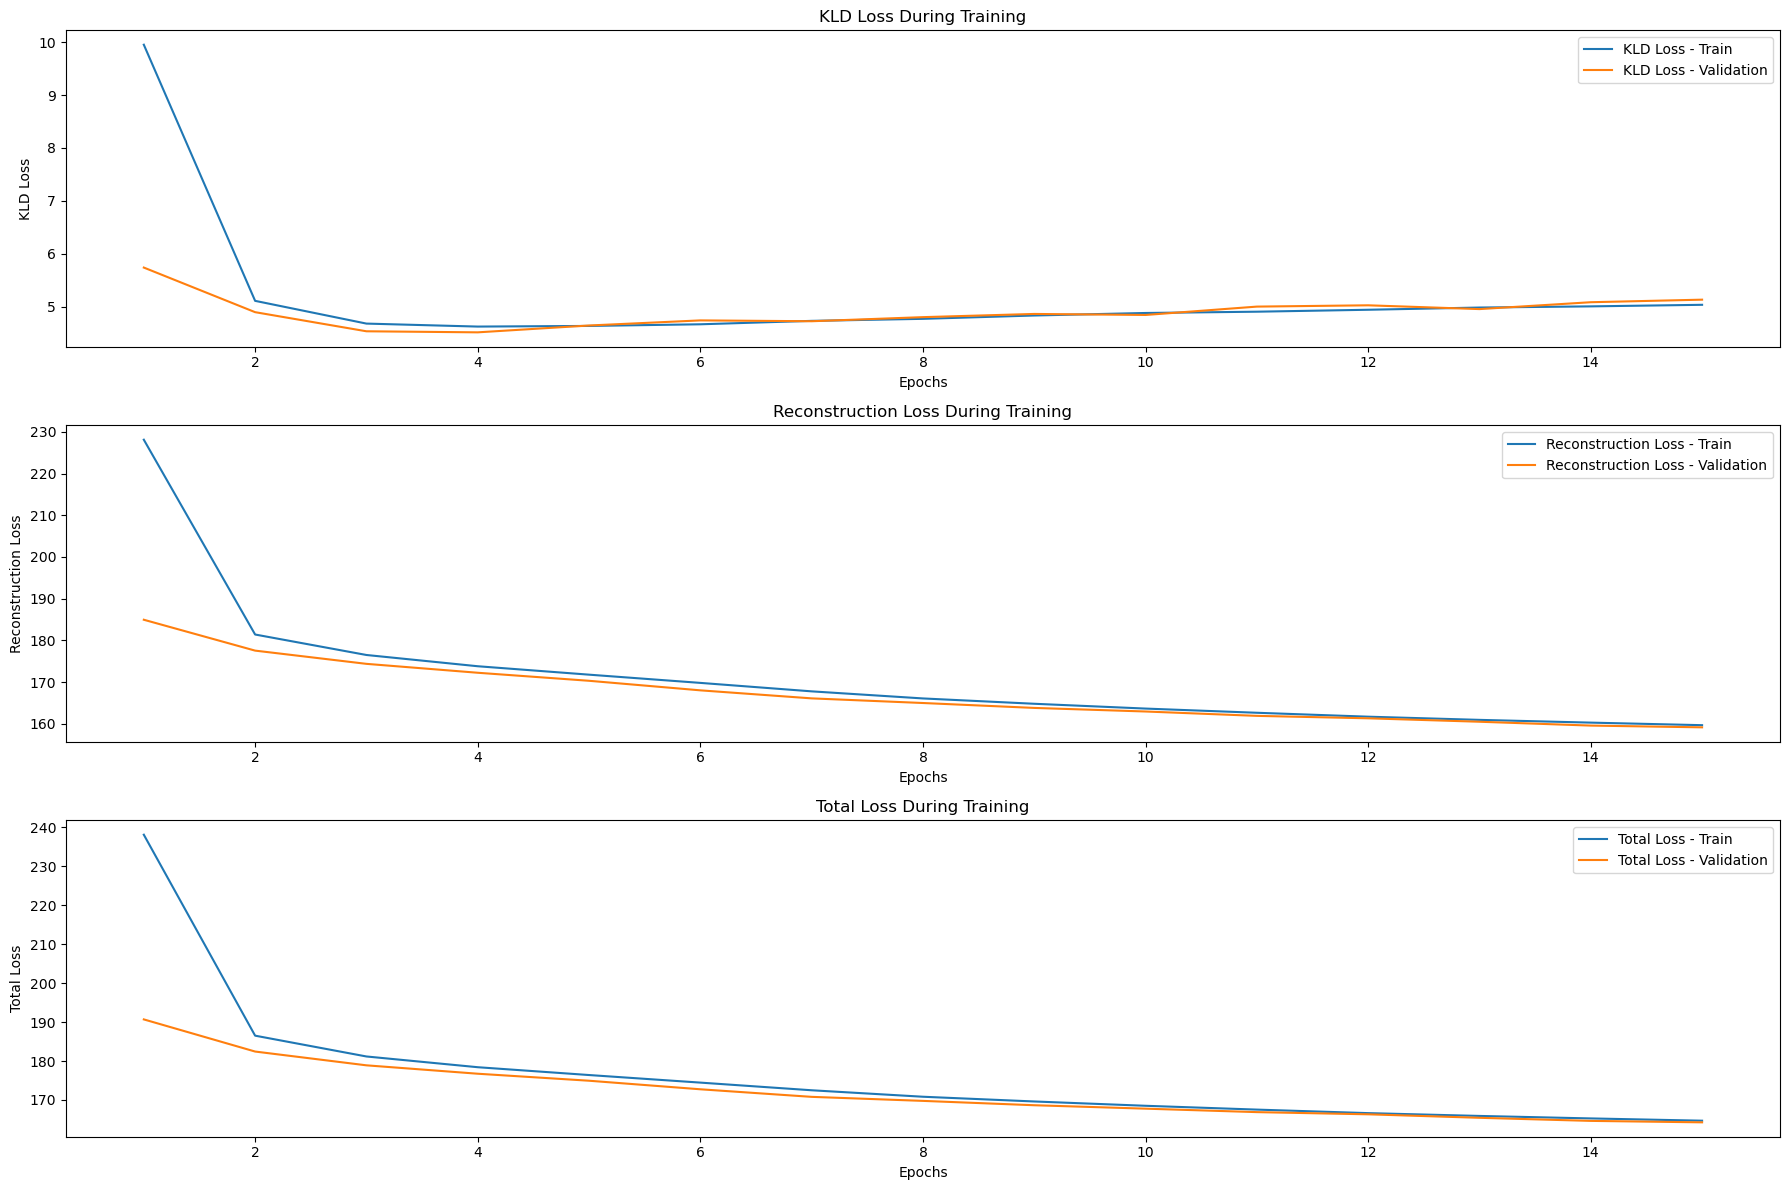 KLD Loss During Training
KLD Loss - Train
KLD Loss - Validation
KLD Loss
10
9
8
7
6
5
2
4
6
8
10
12
14
Epochs
Reconstruction Loss During Training
Reconstruction Loss - Train
Reconstruction Loss - Validation
Reconstruction Loss
230
220
210
200
190
180
170
160
2
4
6
8
10
12
14
Epochs
Total Loss During Training
Total Loss - Train
Total Loss - Validation
Total Loss
240
230
220
210
200
190
180
170
2
4
6
8
10
12
14
Epochs